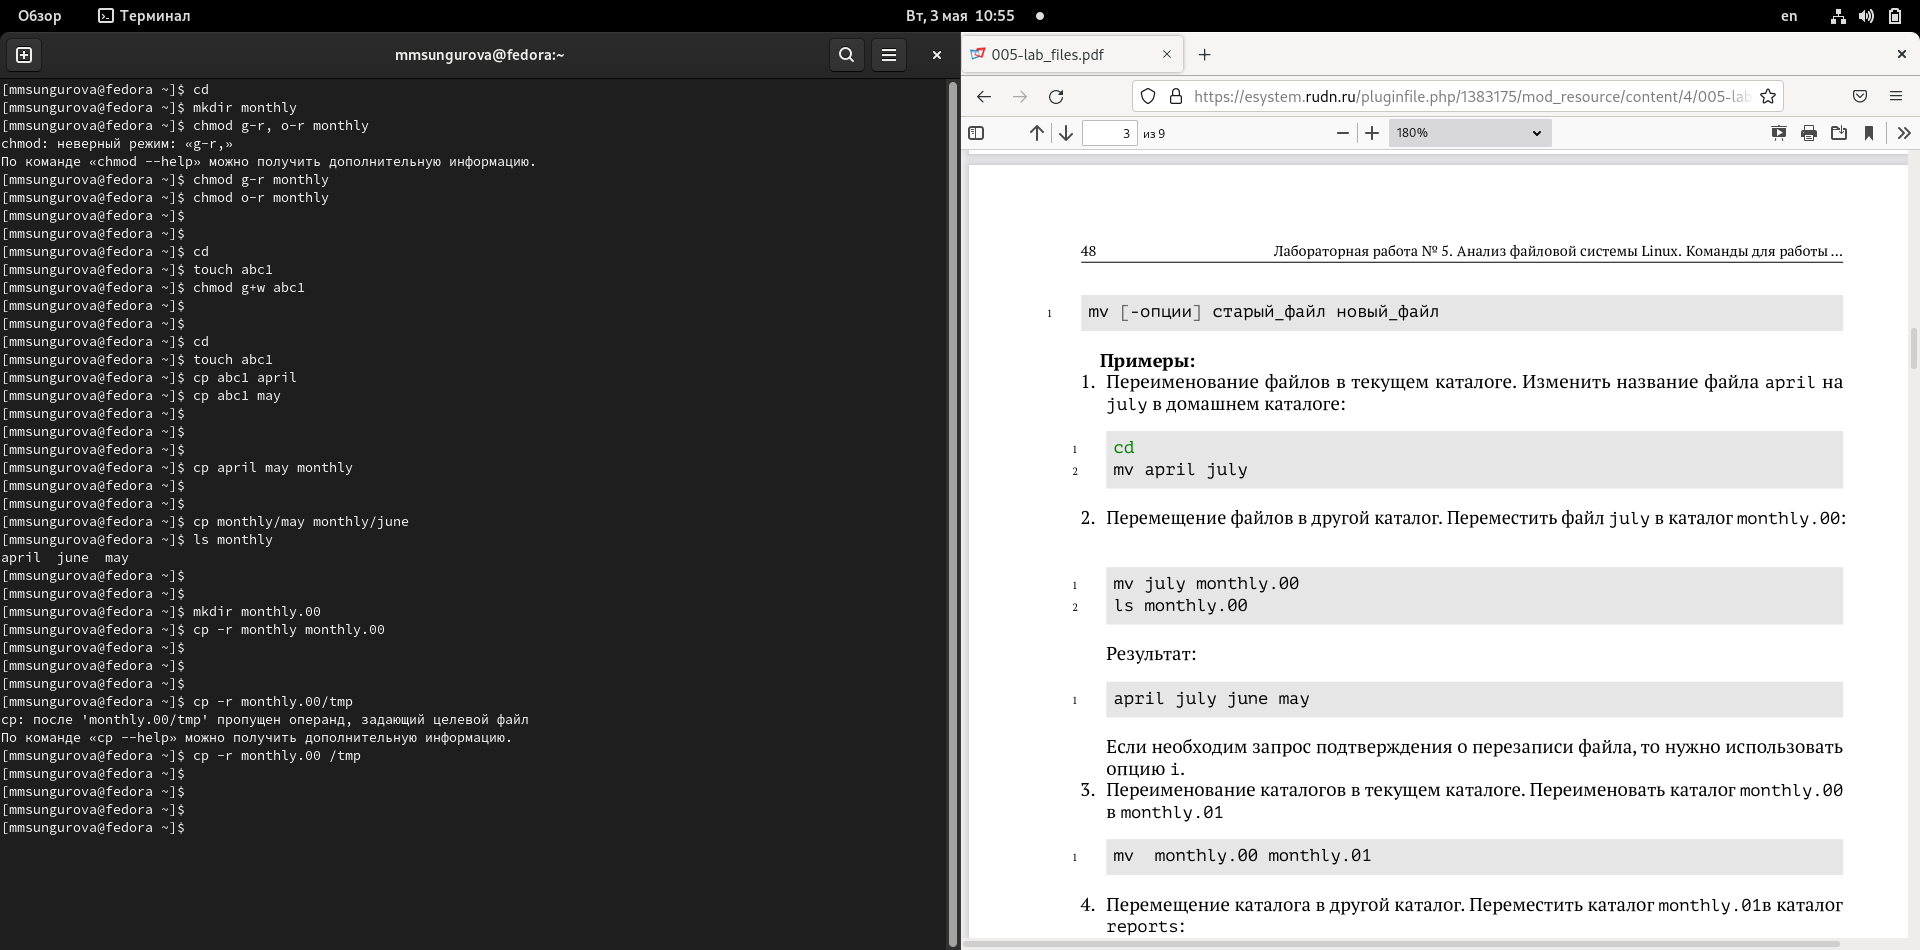 Обзор
Терминал
Вт, 3 мая 10:55
en
mmsungurova@fedora:~
[mmsungurova@fedora ~]$ cd
[mmsungurova@fedora ~]$ mkdir monthly
[mmsungurova@fedora ~]$ chmod g-r, o-r monthly
chmod: неверный режим: «g-r,»
По команде «chmod --help» можно получить дополнительную информацию.
[mmsungurova@fedora ~]$ chmod g-r monthly
[mmsungurova@fedora ~]$ chmod o-r monthly
[mmsungurova@fedora ~]$
[mmsungurova@fedora ~]$
[mmsungurova@fedora ~]$ cd
[mmsungurova@fedora ~]$ touch abc1
[mmsungurova@fedora ~]$ chmod g+w abc1
[mmsungurova@fedora ~]$
[mmsungurova@fedora ~]$
[mmsungurova@fedora ~]$ cd
[mmsungurova@fedora ~]$ touch abc1
[mmsungurova@fedora ~]$ cp abc1 april
[mmsungurova@fedora ~]$ cp abc1 may
[mmsungurova@fedora ~]$
[mmsungurova@fedora ~]$
[mmsungurova@fedora ~]$
[mmsungurova@fedora ~]$ cp april may monthly
[mmsungurova@fedora ~]$
[mmsungurova@fedora ~]$
[mmsungurova@fedora ~]$ cp monthly/may monthly/june
[mmsungurova@fedora ~]$ ls monthly
april  june  may
[mmsungurova@fedora ~]$
[mmsungurova@fedora ~]$
[mmsungurova@fedora ~]$ mkdir monthly.00
[mmsungurova@fedora ~]$ cp -r monthly monthly.00
[mmsungurova@fedora ~]$
[mmsungurova@fedora ~]$
[mmsungurova@fedora ~]$
[mmsungurova@fedora ~]$ cp -r monthly.00/tmp
cp: после 'monthly.00/tmp' пропущен операнд, задающий целевой файл
По команде «cp --help» можно получить дополнительную информацию.
[mmsungurova@fedora ~]$ cp -r monthly.00 /tmp
[mmsungurova@fedora ~]$
[mmsungurova@fedora ~]$
[mmsungurova@fedora ~]$
[mmsungurova@fedora ~]$
005-lab_files.pdf
https://esystem.rudn.ru/pluginfile.php/1383175/mod_resource/content/4/005-lab
3 из 9
180%
48 Лабораторная работа № 5. Анализ файловой системы Linux. Команды для работы ...
1 mv [-опции] старый_файл новый_файл
Примеры:
1. Переименование файлов в текущем каталоге. Изменить название файла april на
july в домашнем каталоге:
1 cd
2 mv april july
2. Перемещение файлов в другой каталог. Переместить файл july в каталог monthly.00:
1 mv july monthly.00
2 ls monthly.00
Результат:
1 april july june may
Если необходим запрос подтверждения о перезаписи файла, то нужно использовать
опцию i.
3. Переименование каталогов в текущем каталоге. Переименовать каталог monthly.00
в monthly.01
1 mv  monthly.00 monthly.01
4. Перемещение каталога в другой каталог. Переместить каталог monthly.01в каталог
reports: